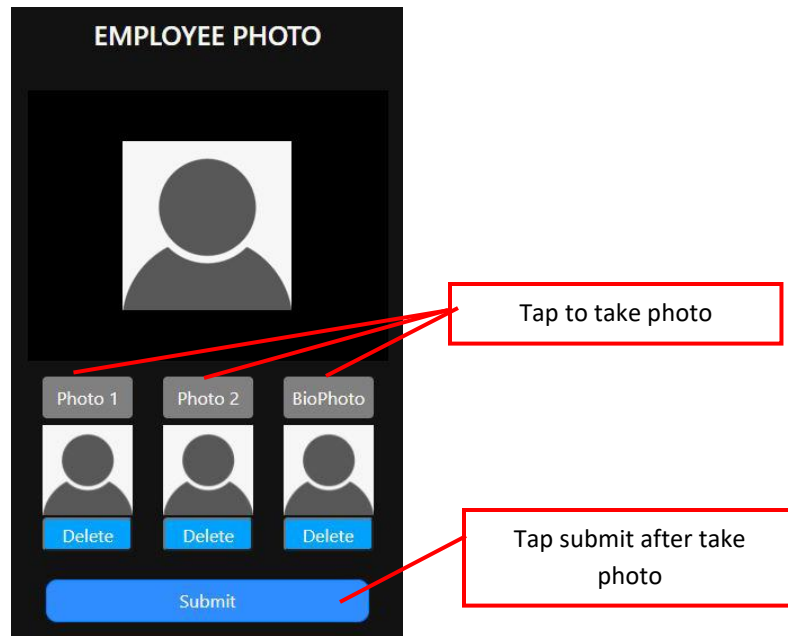 EMPLOYEE PHOTO
Tap to take photo
Photo 1
Photo 2
BioPhoto
Delete
Delete
Delete
Tap submit after take
photo
Submit